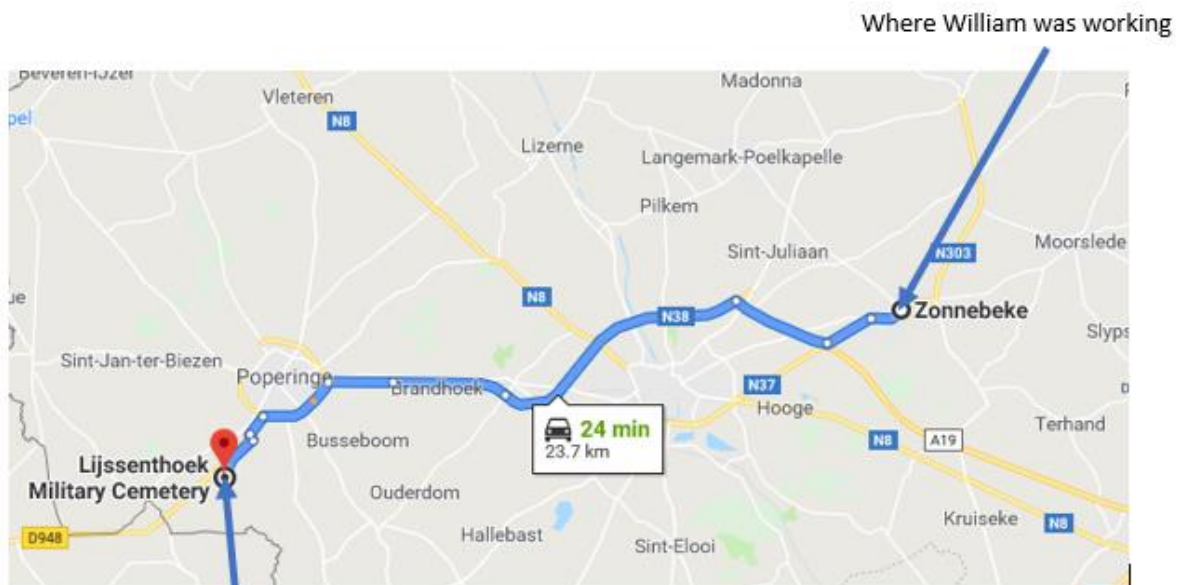 Where William was working
Beveren-IJzer
Madonna
Vleteren
N8
Lizerne
Langemark-Poelkapelle
Pilkem
Sint-Juliaan
N303
Moorslede
N8
N38
Zonnebeke
Sint-Jan-ter-Biezen
Poperinge
Brandhoek
N37
Hooge
24 min
23.7 km
Busseboom
N8
A19
Terhand
Lijssenthoek
Military Cemetery
Ouderdom
D948
Hallebast
Sint-Elooi
Kruiseke
N8